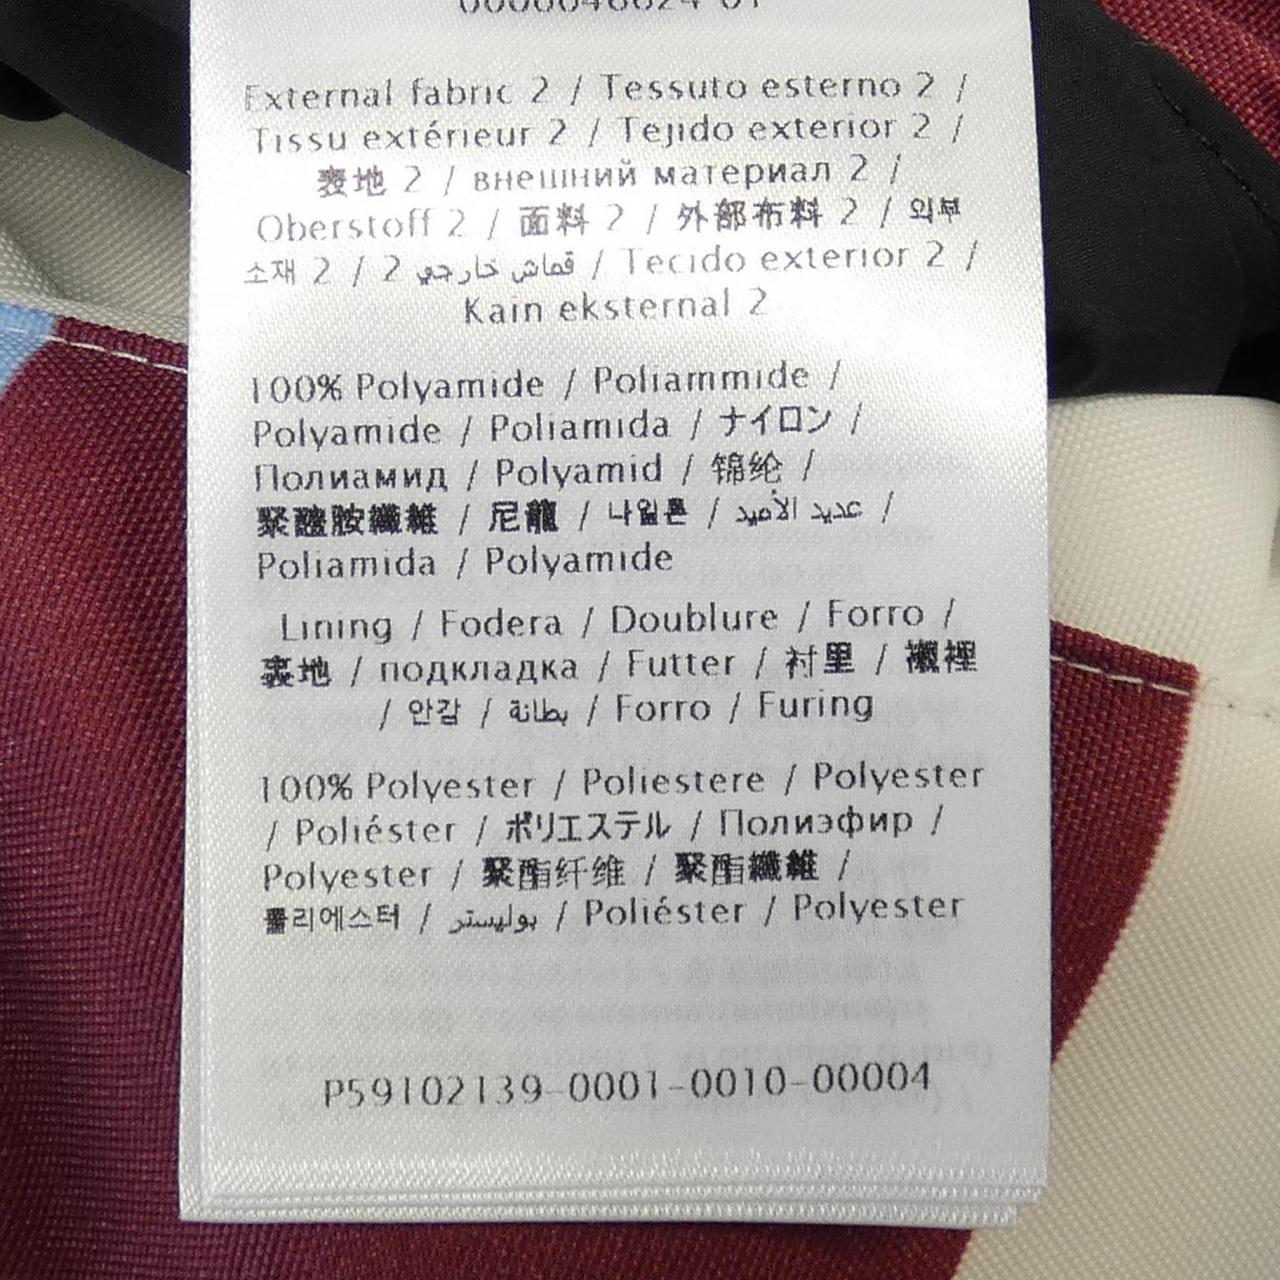 External fabric 2 / Tessuto esterno 2 /
Tissu extérieur 2 / Tejido exterior 2 /
表地 2 / внешний материал 2 /
Oberstoff 2 / 面料 2 / 外部布料 2 / 외부
소재 2 / 2 قماش خارجي / Tecido exterior 2 /
Kain eksternal 2
100% Polyamide / Poliammide /
Polyamide / Poliamida / ナイロン /
Полиамид / Polyamid / 锦纶 /
聚醯胺纖維 / 尼龍 / 나일론 / عديد الأميد /
Poliamida / Polyamide
Lining / Fodera / Doublure / Forro /
裏地 / подкладка / Futter / 衬里 / 襯裡
/ 안감 / بطانة / Forro / Furing
100% Polyester / Poliestere / Polyester
/ Poliéster / ポリエステル / Полиэфир /
Polyester / 聚酯纤维 / 聚酯纖維 /
폴리에스터 / بوليستر / Poliéster / Polyester
P59102139-0001-0010-00004